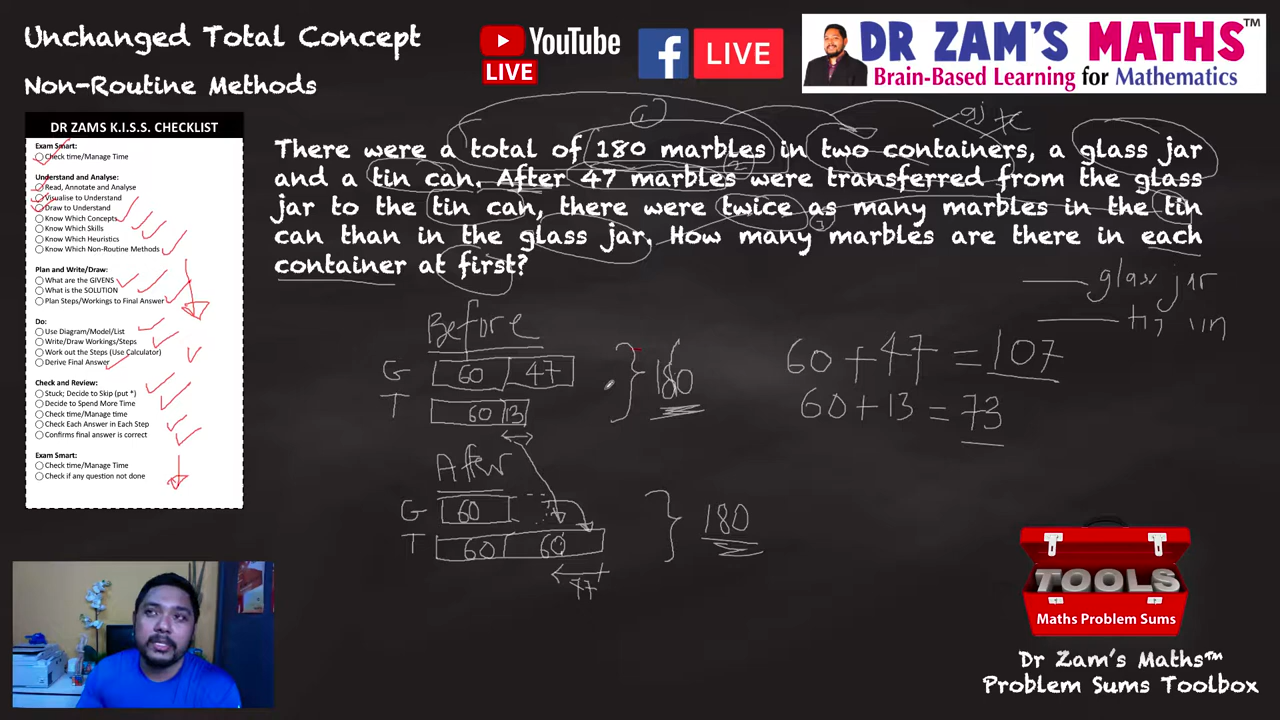 Unchanged Total Concept
Non-Routine Methods
YouTube
LIVE
LIVE
DR ZAM'S MATHS™
Brain-Based Learning for Mathematics
DR ZAMS K.I.S.S. CHECKLIST
Exam Smart:
Check time/Manage Time
Understand and Analyse:
Read, Annotate and Analyse
Visualise to Understand
Draw to Understand
Know Which Concepts
Know Which Skills
Know Which Heuristics
Know Which Non-Routine Methods
Plan and Write/Draw:
What are the GIVENS
What is the SOLUTION
Plan Steps/Workings to Final Answer
Do:
Use Diagram/Model/List
Write/Draw Workings/Steps
Work out the Steps (Use Calculator)
Derive Final Answer
Check and Review:
Stuck; Decide to Skip (put *)
Decide to Spend More Time
Check time/Manage time
Check Each Answer in Each Step
Confirms final answer is correct
Exam Smart:
Check time/Manage Time
Check if any question not done
gj
There were a total of 180 marbles in two containers, a glass jar
and a tin can. After 47 marbles were transferred from the glass
jar to the tin can, there were twice as many marbles in the tin
can than in the glass jar. How many marbles are there in each
container at first?
glass jar
Before
G 60 47
T 60 13
180
60 + 47 = 107
60 + 13 = 73
After
G 60
T 60 60
180
47
TOOLS
Maths Problem Sums
Dr Zam's Maths™
Problem Sums Toolbox